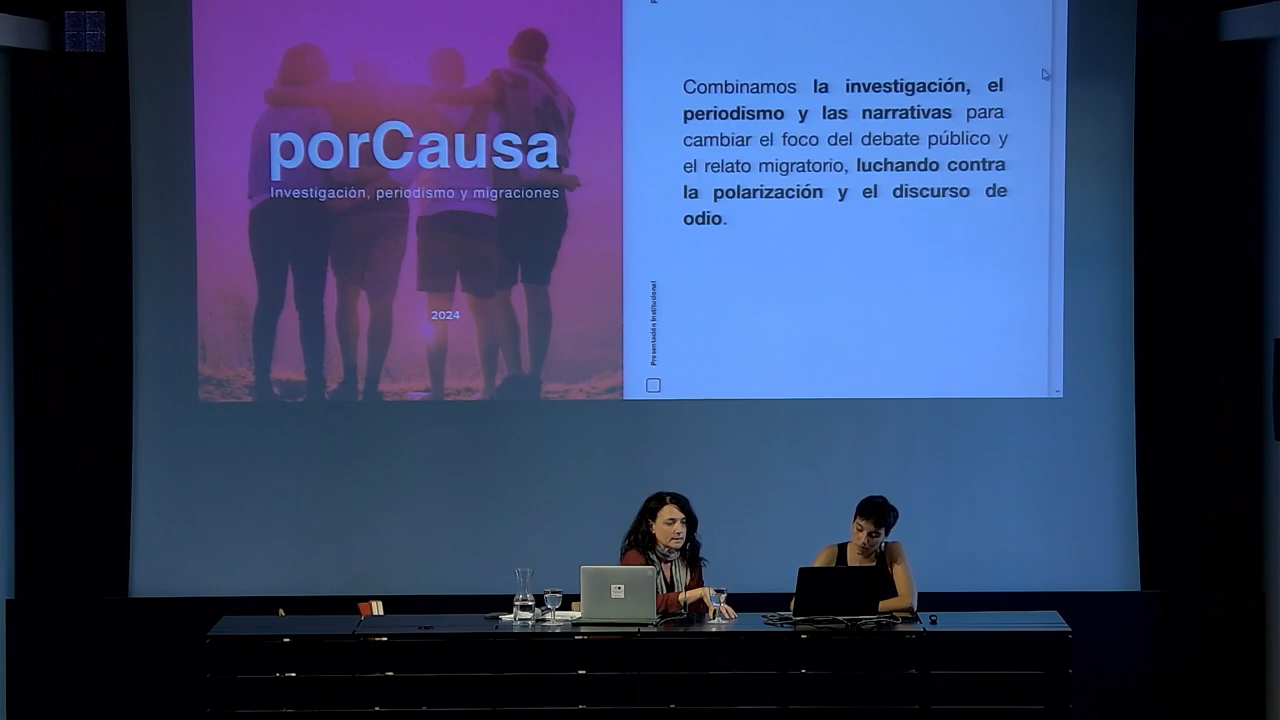 porCausa
Investigación, periodismo y migraciones
2024
Combinamos la investigación, el
periodismo y las narrativas para
cambiar el foco del debate público y
el relato migratorio, luchando contra
la polarización y el discurso de
odio.
Presentación Institucional